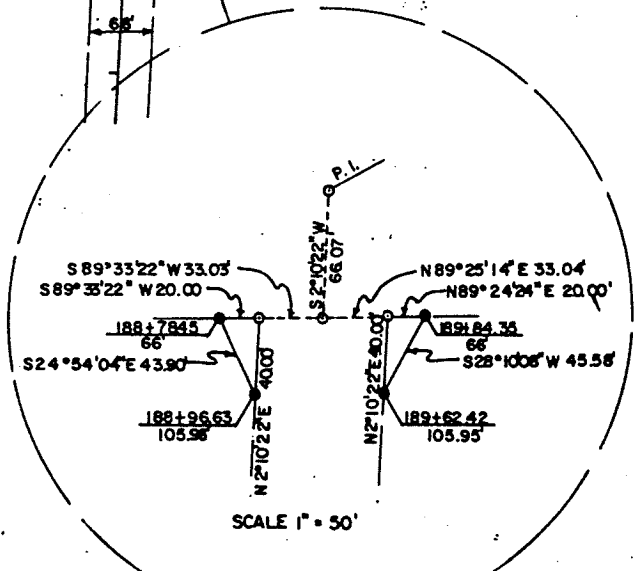 66'
P. I.
S 2°10'22" W
66.07
S 89°33'22" W 33.03'
N 89°25'14" E 33.04'
S 89°33'22" W 20.00
N 89°24'24" E 20.00'
188+78.45
66'
189+84.35
66'
S 24°54'04" E 43.90'
S 28°10'08" W 45.58'
N 2°10'22" E 40.00'
N 2°10'22" E 40.00'
188+96.63
105.96'
189+62.42
105.95'
SCALE 1" = 50'